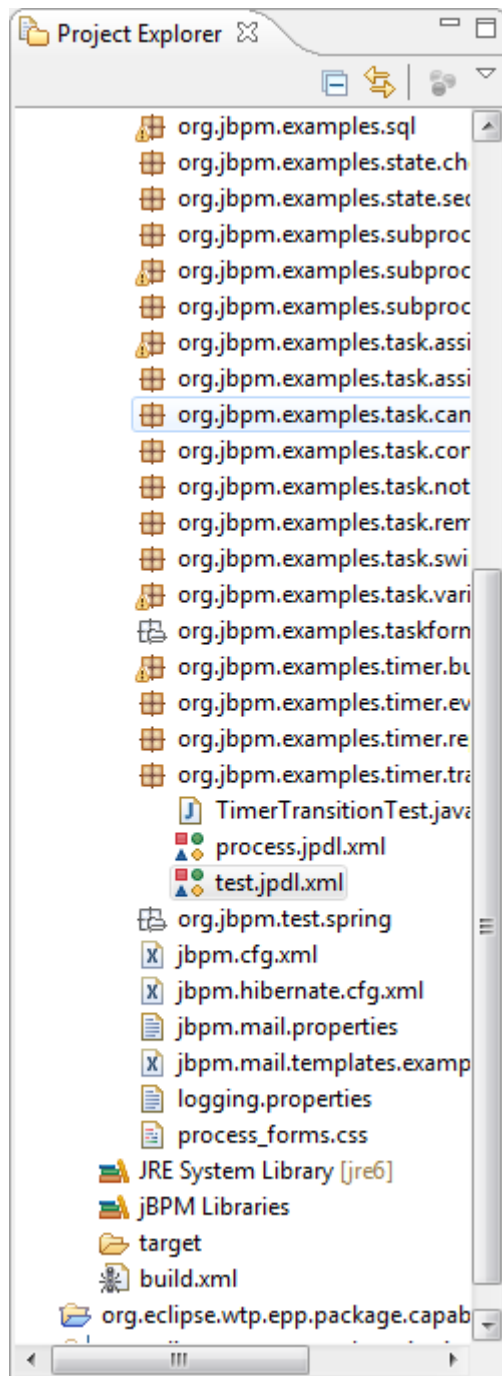 Project Explorer
org.jbpm.examples.sql
org.jbpm.examples.state.ch
org.jbpm.examples.state.sec
org.jbpm.examples.subproc
org.jbpm.examples.subproc
org.jbpm.examples.subproc
org.jbpm.examples.task.assi
org.jbpm.examples.task.assi
org.jbpm.examples.task.can
org.jbpm.examples.task.con
org.jbpm.examples.task.not
org.jbpm.examples.task.rem
org.jbpm.examples.task.swi
org.jbpm.examples.task.vari
org.jbpm.examples.taskform
org.jbpm.examples.timer.bu
org.jbpm.examples.timer.ev
org.jbpm.examples.timer.re
org.jbpm.examples.timer.tra
TimerTransitionTest.java
process.jpdl.xml
test.jpdl.xml
org.jbpm.test.spring
jbpm.cfg.xml
jbpm.hibernate.cfg.xml
jbpm.mail.properties
jbpm.mail.templates.examp
logging.properties
process_forms.css
JRE System Library [jre6]
jBPM Libraries
target
build.xml
org.eclipse.wtp.epp.package.capab